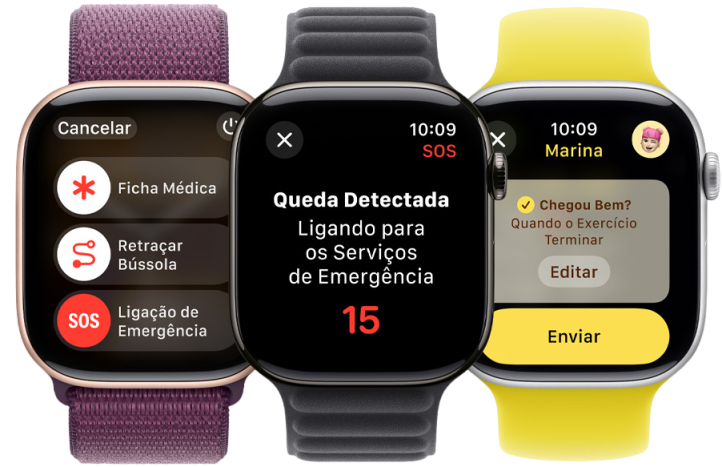 Cancelar
Ficha Médica
Retraçar
Bússola
SOS
Ligação de
Emergência
10:09
SOS
Queda Detectada
Ligando para
os Serviços
de Emergência
15
10:09
Marina
Chegou Bem?
Quando o Exercício
Terminar
Editar
Enviar